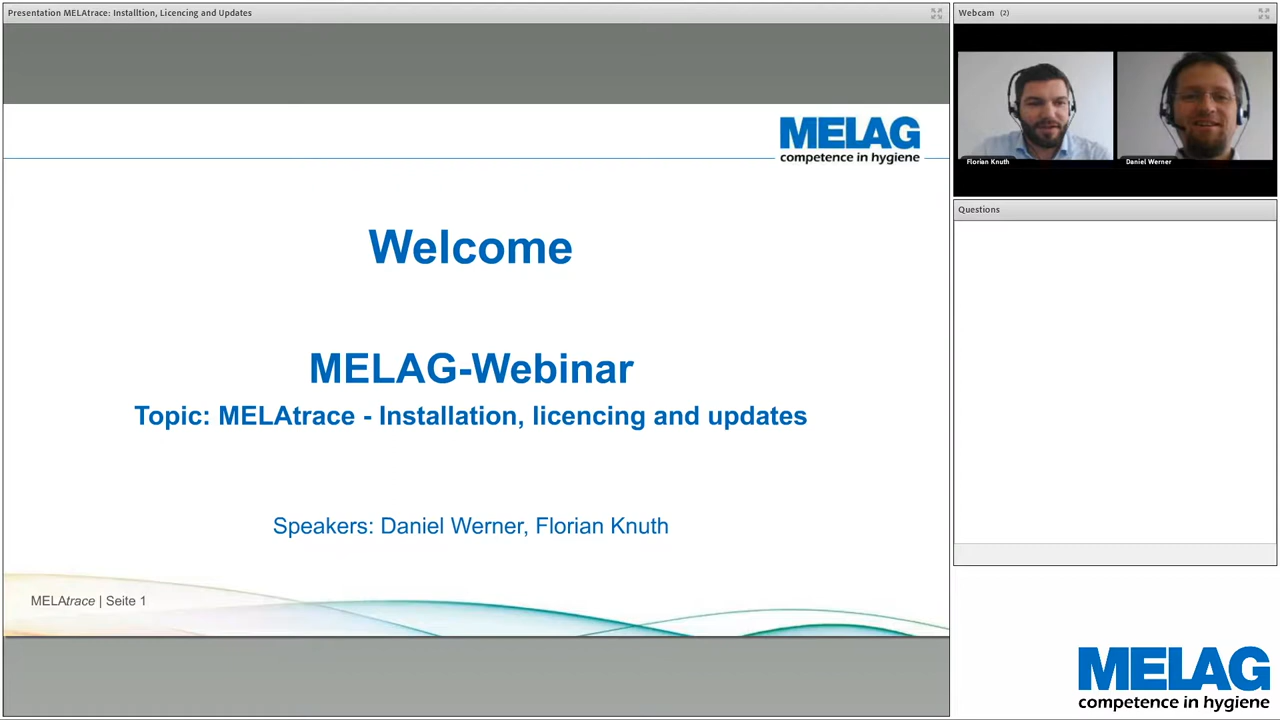 Presentation MELAtrace: Installtion, Licencing and Updates
Webcam (2)
MELAG
competence in hygiene
Florian Knuth
Daniel Werner
Questions
Welcome
MELAG-Webinar
Topic: MELAtrace - Installation, licencing and updates
Speakers: Daniel Werner, Florian Knuth
MELAtrace | Seite 1
MELAG
competence in hygiene